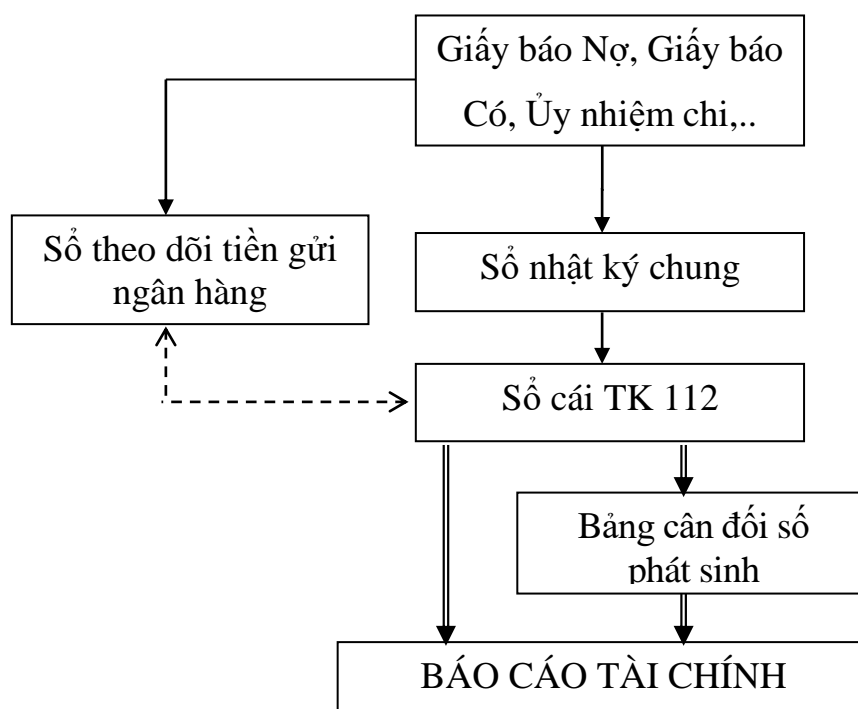 Giấy báo Nợ, Giấy báo
Có, Ủy nhiệm chi,..
Sổ theo dõi tiền gửi
ngân hàng
Sổ nhật ký chung
Sổ cái TK 112
Bảng cân đối số
phát sinh
BÁO CÁO TÀI CHÍNH